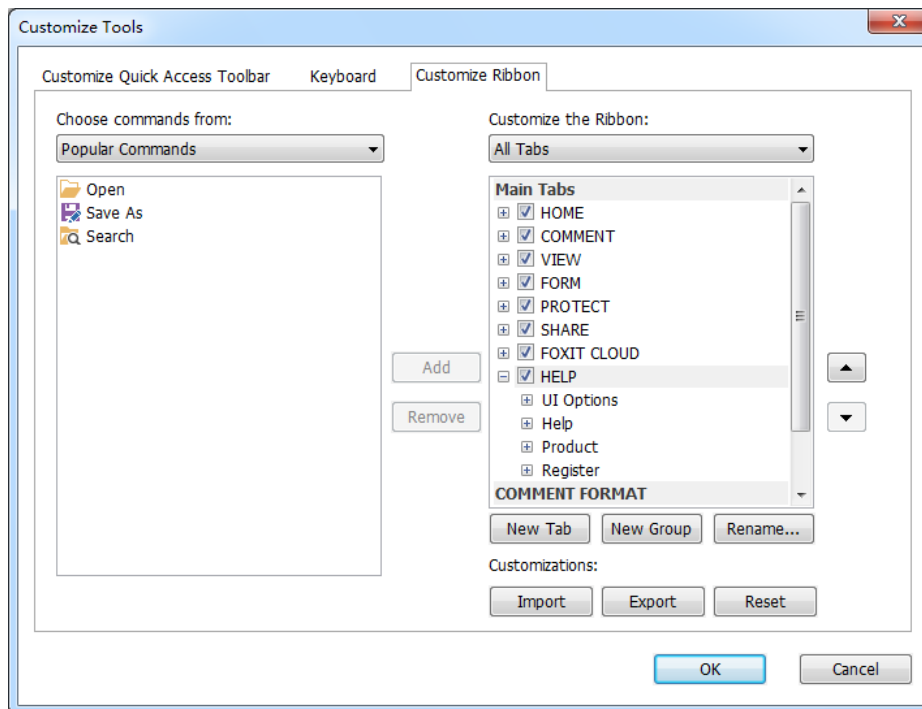 Customize Tools
Customize Quick Access Toolbar Keyboard Customize Ribbon
Choose commands from:
Popular Commands
Open
Save As
Search
Add
Remove
Customize the Ribbon:
All Tabs
Main Tabs
HOME
COMMENT
VIEW
FORM
PROTECT
SHARE
FOXIT CLOUD
HELP
UI Options
Help
Product
Register
COMMENT FORMAT
New Tab New Group Rename...
Customizations:
Import Export Reset
OK Cancel